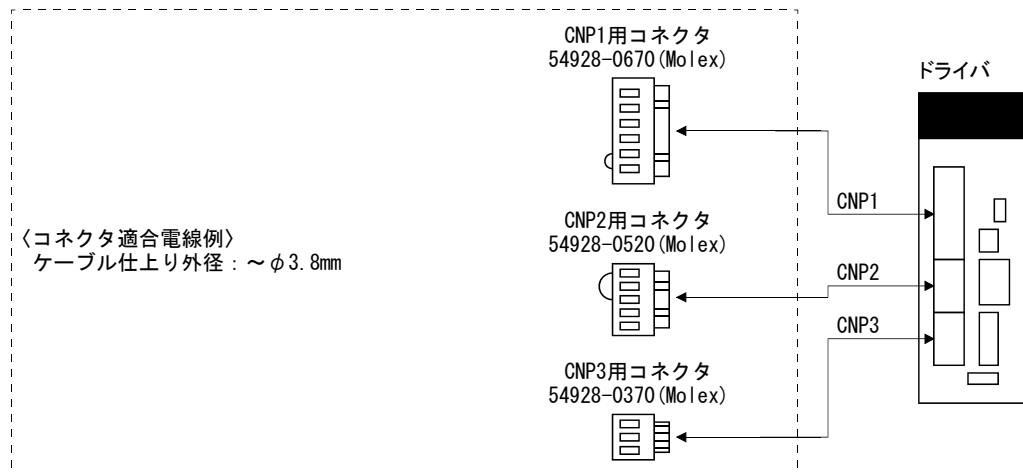 CNP1用コネクタ
54928-0670(Molex)
ドライバ
CNP1
CNP2用コネクタ
54928-0520(Molex)
〈コネクタ適合電線例〉
ケーブル仕上り外径:~φ3.8mm
CNP2
CNP3
CNP3用コネクタ
54928-0370(Molex)